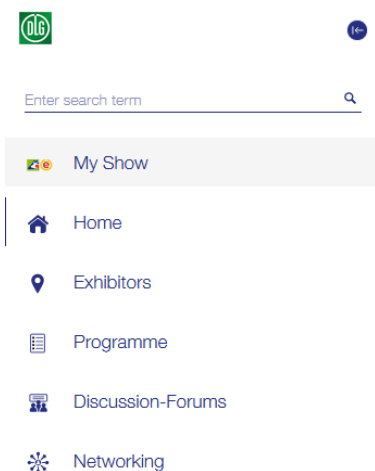 DLG
Enter search term
My Show
Home
Exhibitors
Programme
Discussion-Forums
Networking